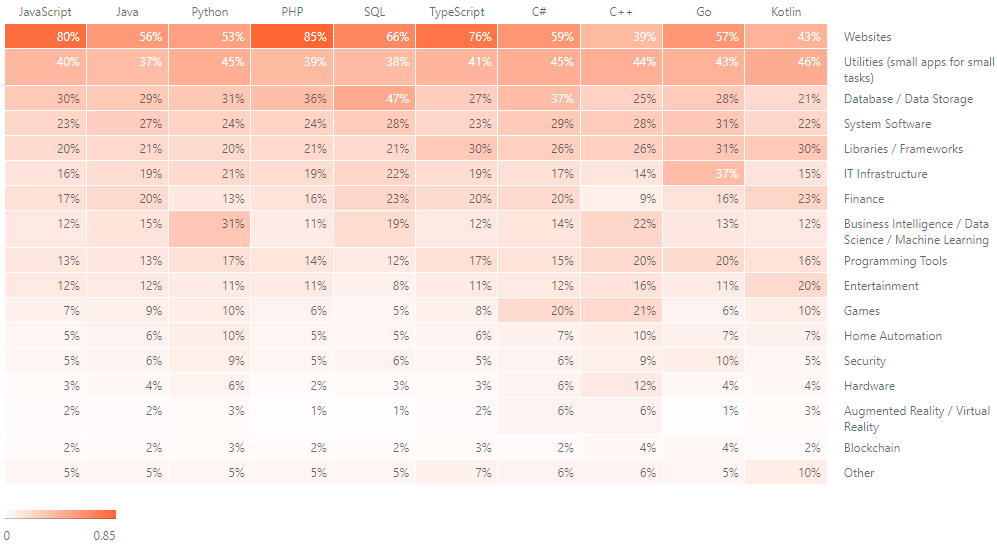 JavaScript Java Python PHP SQL TypeScript C# C++ Go Kotlin
80% 56% 53% 85% 66% 76% 59% 39% 57% 43% Websites
40% 37% 45% 39% 38% 41% 45% 44% 43% 46% Utilities (small apps for small
tasks)
30% 29% 31% 36% 47% 27% 37% 25% 28% 21% Database / Data Storage
23% 27% 24% 24% 28% 23% 29% 28% 31% 22% System Software
20% 21% 20% 21% 21% 30% 26% 26% 31% 30% Libraries / Frameworks
16% 19% 21% 19% 22% 19% 17% 14% 37% 15% IT Infrastructure
17% 20% 13% 16% 23% 20% 20% 9% 16% 23% Finance
12% 15% 31% 11% 19% 12% 14% 22% 13% 12% Business Intelligence / Data
Science / Machine Learning
13% 13% 17% 14% 12% 17% 15% 20% 20% 16% Programming Tools
12% 12% 11% 11% 8% 11% 12% 16% 11% 20% Entertainment
7% 9% 10% 6% 5% 8% 20% 21% 6% 10% Games
5% 6% 10% 5% 5% 6% 7% 10% 7% 7% Home Automation
5% 6% 9% 5% 6% 5% 6% 9% 10% 5% Security
3% 4% 6% 2% 3% 3% 6% 12% 4% 4% Hardware
2% 2% 3% 1% 1% 2% 6% 6% 1% 3% Augmented Reality / Virtual
Reality
2% 2% 3% 2% 2% 3% 2% 4% 4% 2% Blockchain
5% 5% 5% 5% 5% 7% 6% 6% 5% 10% Other
0 0.85